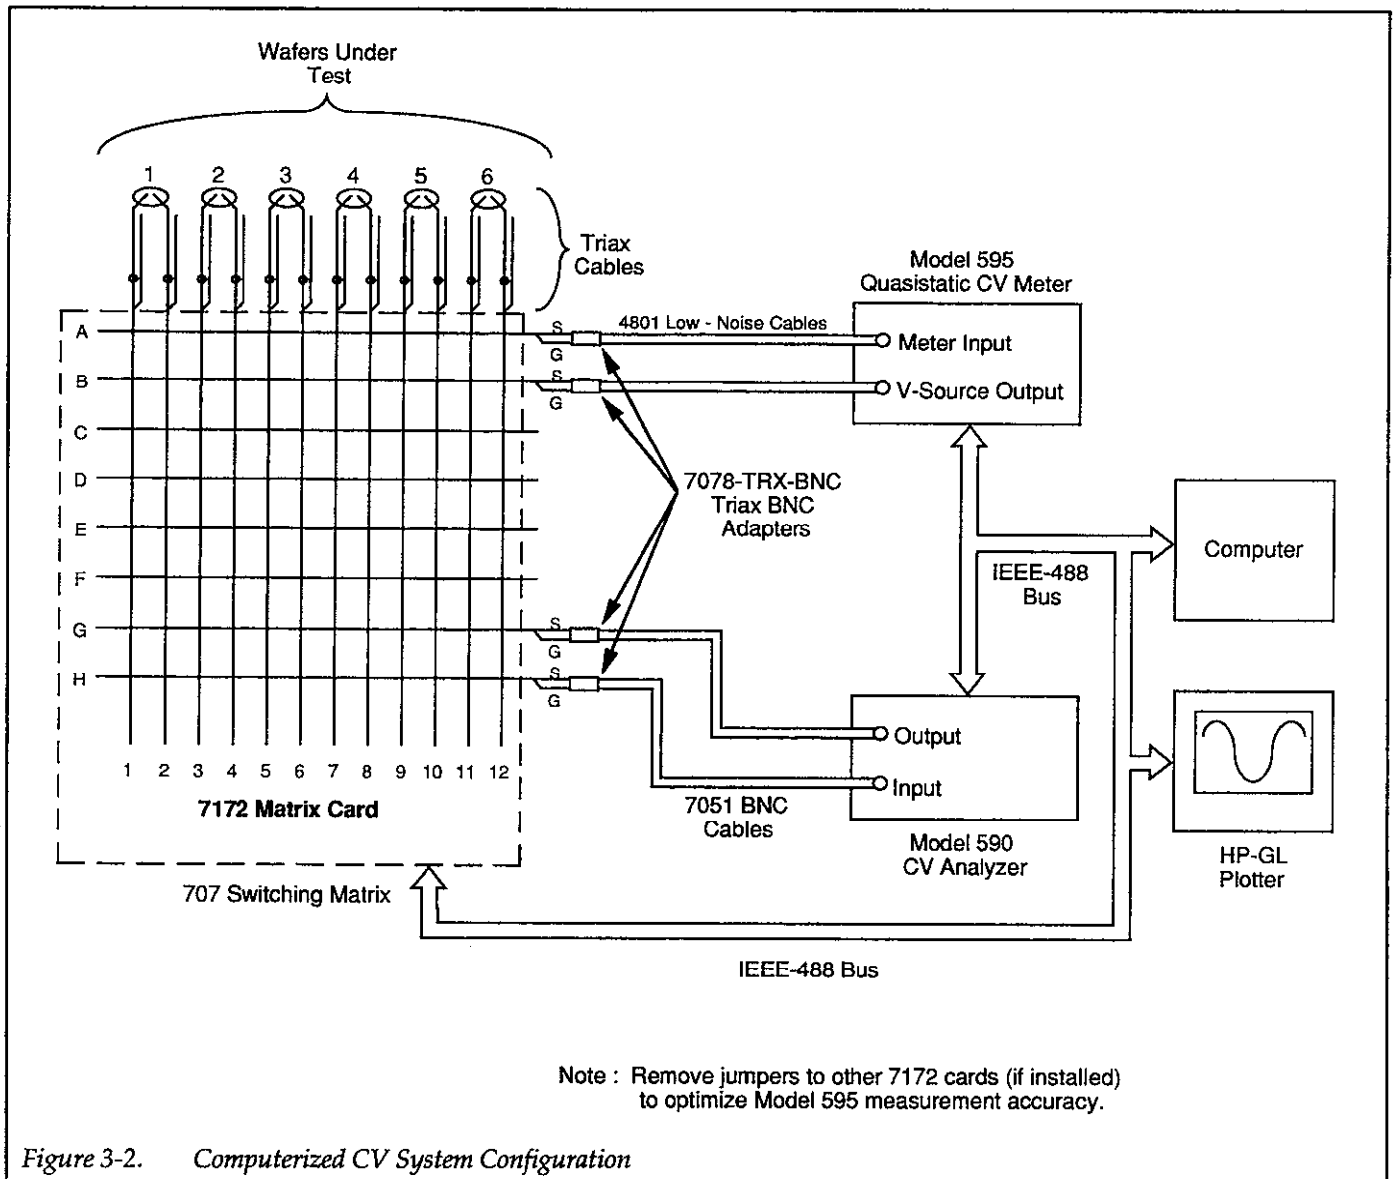 Wafers Under
Test
1 2 3 4 5 6
Triax
Cables
Model 595
Quasistatic CV Meter
A
S
G
4801 Low - Noise Cables
Meter Input
B
S
G
V-Source Output
C
D
7078-TRX-BNC
Triax BNC
Adapters
E
F
Computer
IEEE-488
Bus
G
S
G
H
S
G
Output
Input
1 2 3 4 5 6 7 8 9 10 11 12
7172 Matrix Card
7051 BNC
Cables
Model 590
CV Analyzer
HP-GL
Plotter
707 Switching Matrix
IEEE-488 Bus
Note : Remove jumpers to other 7172 cards (if installed)
to optimize Model 595 measurement accuracy.
Figure 3-2. Computerized CV System Configuration